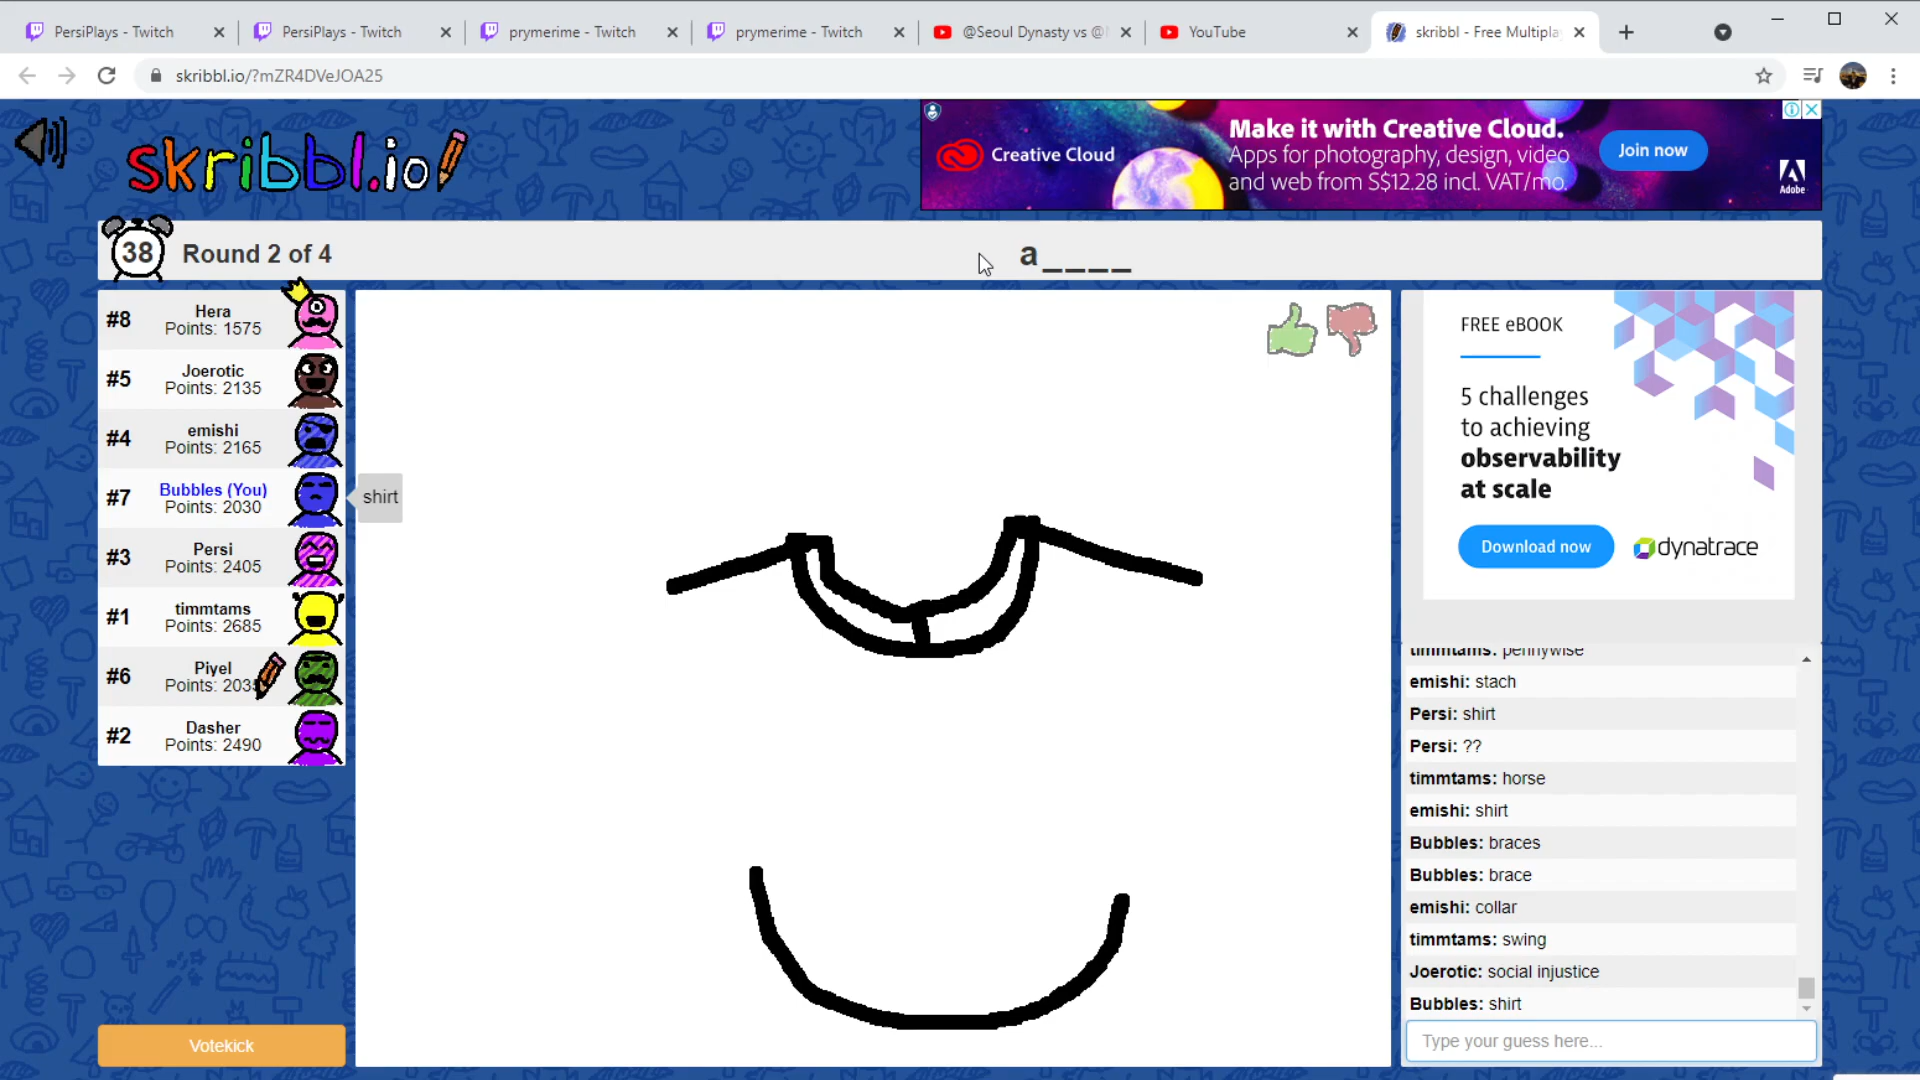 PersiPlays - Twitch
PersiPlays - Twitch
prymerime - Twitch
prymerime - Twitch
@Seoul Dynasty vs @
YouTube
skribbl - Free Multipla
skribbl.io/?mZR4DVeJOA25
skribbl.io
Creative Cloud
Make it with Creative Cloud.
Apps for photography, design, video
and web from S$12.28 incl. VAT/mo.
Join now
Adobe
38
Round 2 of 4
a____
#8
Hera
Points: 1575
#5
Joerotic
Points: 2135
#4
emishi
Points: 2165
#7
Bubbles (You)
Points: 2030
shirt
#3
Persi
Points: 2405
#1
timmtams
Points: 2685
#6
Piyel
Points: 2035
#2
Dasher
Points: 2490
Votekick
FREE eBOOK
5 challenges
to achieving
observability
at scale
Download now
dynatrace
timmtams: pennywise
emishi: stach
Persi: shirt
Persi: ??
timmtams: horse
emishi: shirt
Bubbles: braces
Bubbles: brace
emishi: collar
timmtams: swing
Joerotic: social injustice
Bubbles: shirt
Type your guess here...